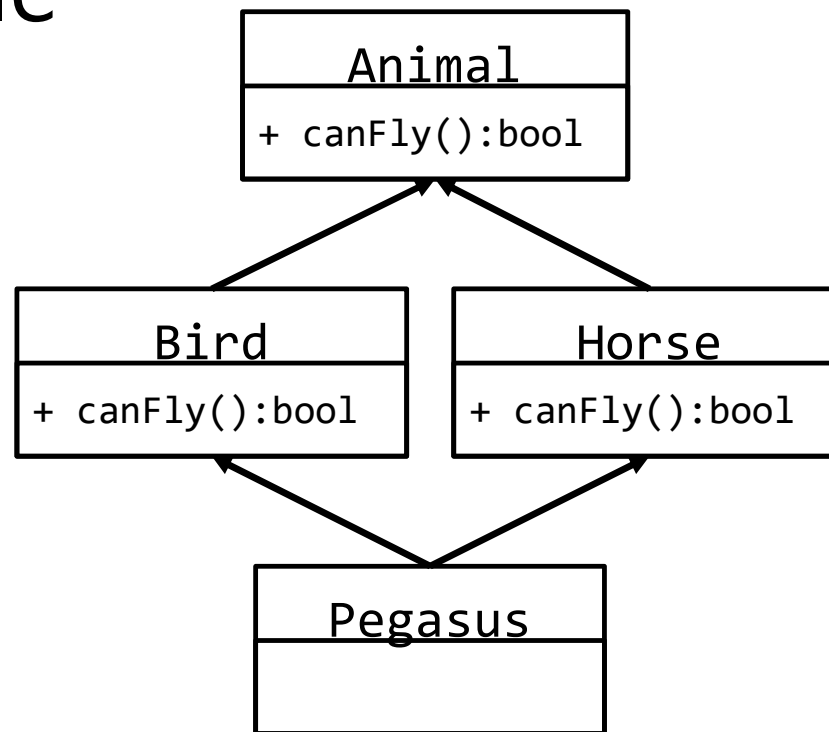 Animal
+ canFly():bool
Bird
+ canFly():bool
Horse
+ canFly():bool
Pegasus